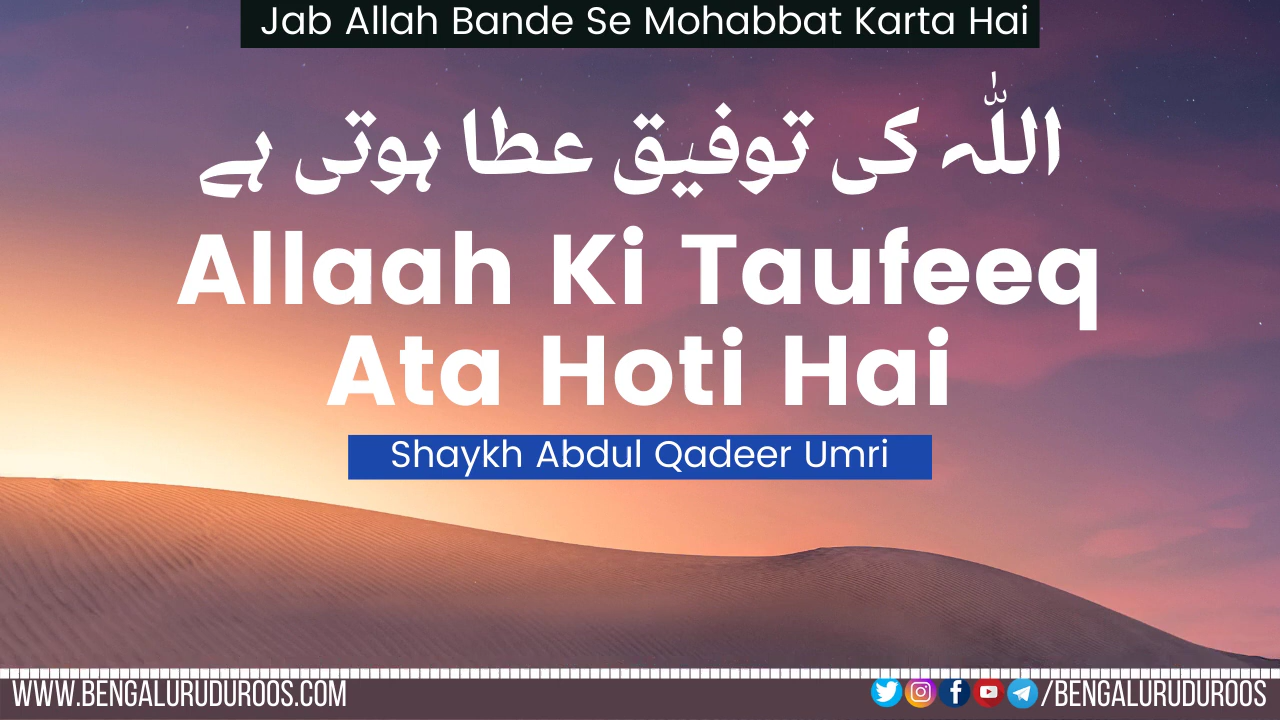 Jab Allah Bande Se Mohabbat Karta Hai
اللّٰہ کی توفیق عطا ہوتی ہے
Allaah Ki Taufeeq
Ata Hoti Hai
Shaykh Abdul Qadeer Umri
WWW.BENGALURUDUROOS.COM
/BENGALURUDUROOS